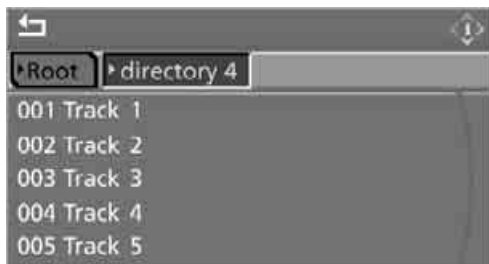 Root directory 4
001 Track 1
002 Track 2
003 Track 3
004 Track 4
005 Track 5